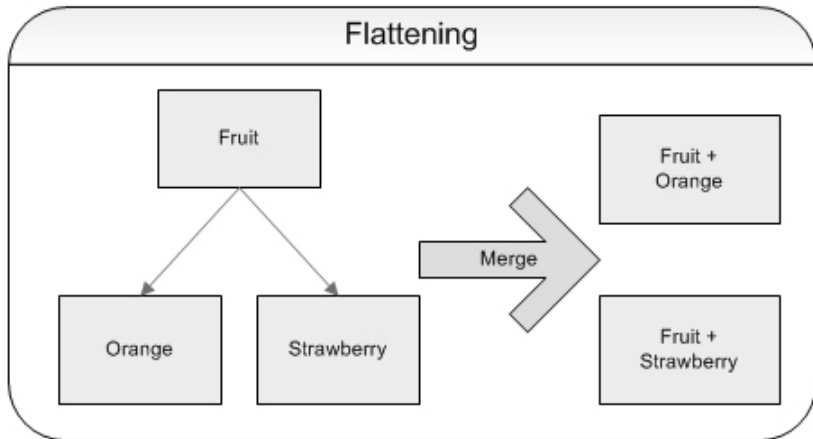 Flattening
Fruit
Orange
Strawberry
Merge
Fruit +
Orange
Fruit +
Strawberry